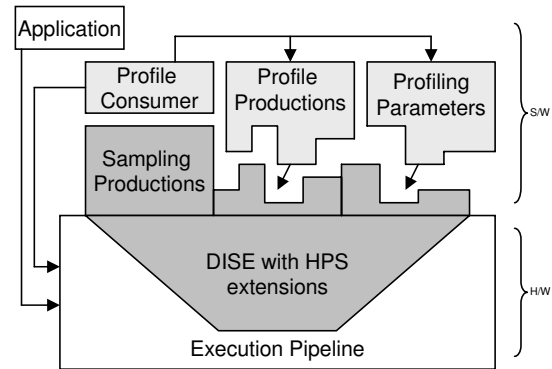 Application
Profile
Consumer
Profile
Productions
Profiling
Parameters
S/W
Sampling
Productions
DISE with HPS
extensions
H/W
Execution Pipeline